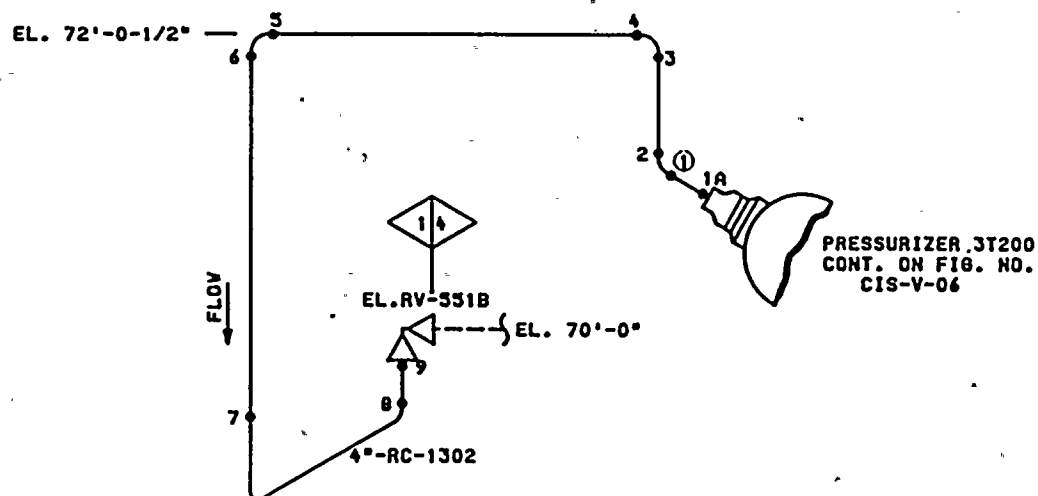 EL. 72'-0-1/2"
5
4
6
3
2
1
1A
1 4
PRESSURIZER 3T200
CONT. ON FIG. NO.
CIS-V-06
FLOW
EL.RV-551B
EL. 70'-0"
9
8
7
4"-RC-1302